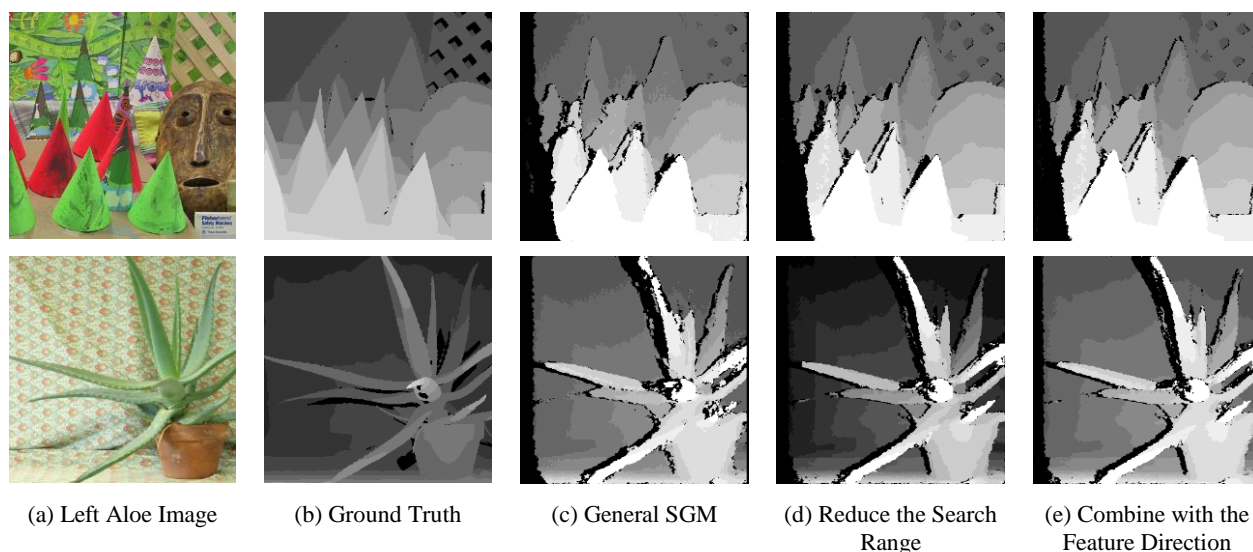 (a) Left Aloe Image
(b) Ground Truth
(c) General SGM
(d) Reduce the Search
Range
(e) Combine with the
Feature Direction